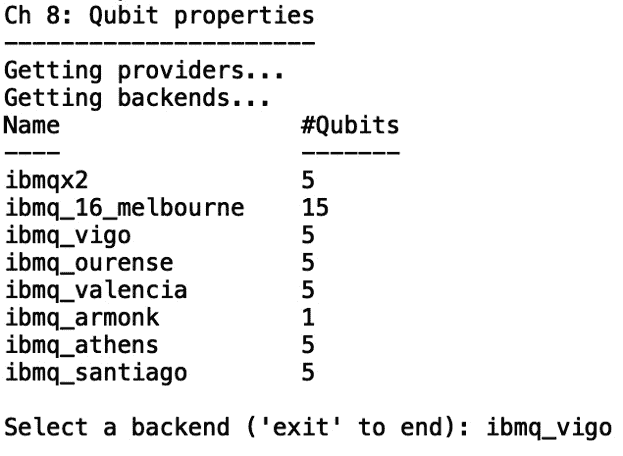 Ch 8: Qubit properties
----------------------
Getting providers...
Getting backends...
Name                 #Qubits
----                 -------
ibmqx2               5
ibmq_16_melbourne    15
ibmq_vigo            5
ibmq_ourense         5
ibmq_valencia        5
ibmq_armonk          1
ibmq_athens          5
ibmq_santiago        5
Select a backend ('exit' to end): ibmq_vigo